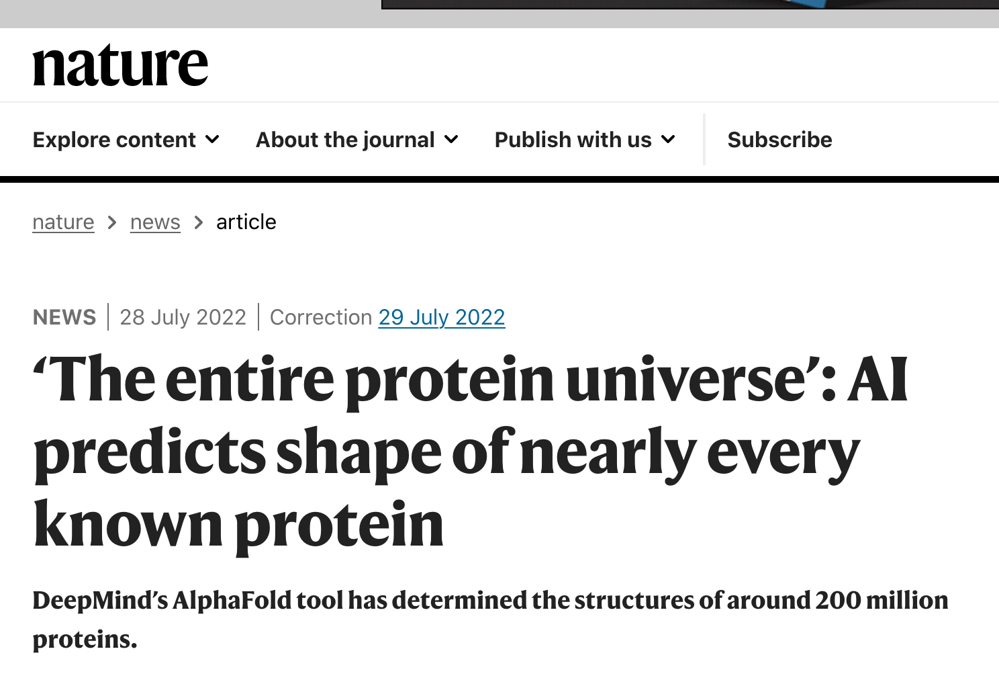 nature
Explore content About the journal Publish with us Subscribe
nature > news > article
NEWS | 28 July 2022 | Correction 29 July 2022
‘The entire protein universe’: AI
predicts shape of nearly every
known protein
DeepMind’s AlphaFold tool has determined the structures of around 200 million
proteins.